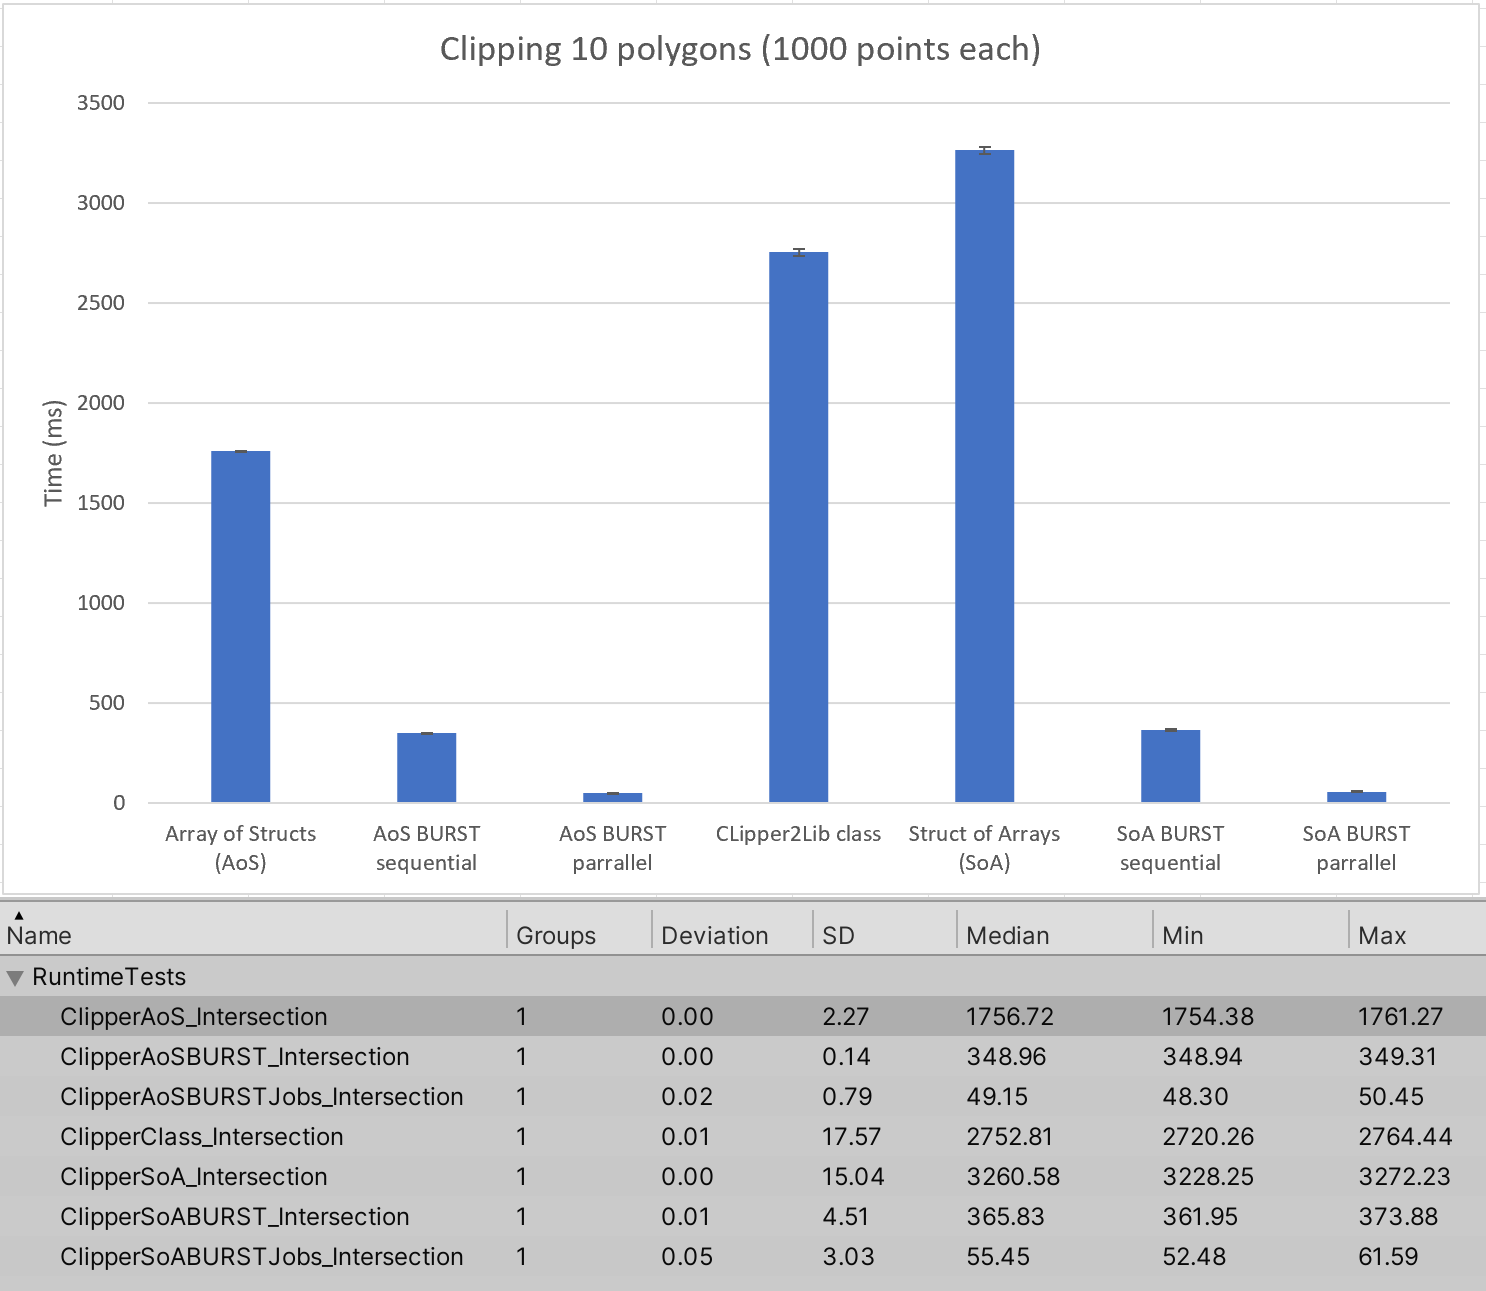 Clipping 10 polygons (1000 points each)
3500
3000
2500
2000
1500
1000
500
0
Time (ms)
Array of Structs (AoS)
AoS BURST sequential
AoS BURST parrallel
CLipper2Lib class
Struct of Arrays (SoA)
SoA BURST sequential
SoA BURST parrallel
Name Groups Deviation SD Median Min Max
RuntimeTests
ClipperAoS_Intersection 1 0.00 2.27 1756.72 1754.38 1761.27
ClipperAoSBURST_Intersection 1 0.00 0.14 348.96 348.94 349.31
ClipperAoSBURSTJobs_Intersection 1 0.02 0.79 49.15 48.30 50.45
ClipperClass_Intersection 1 0.01 17.57 2752.81 2720.26 2764.44
ClipperSoA_Intersection 1 0.00 15.04 3260.58 3228.25 3272.23
ClipperSoABURST_Intersection 1 0.01 4.51 365.83 361.95 373.88
ClipperSoABURSTJobs_Intersection 1 0.05 3.03 55.45 52.48 61.59